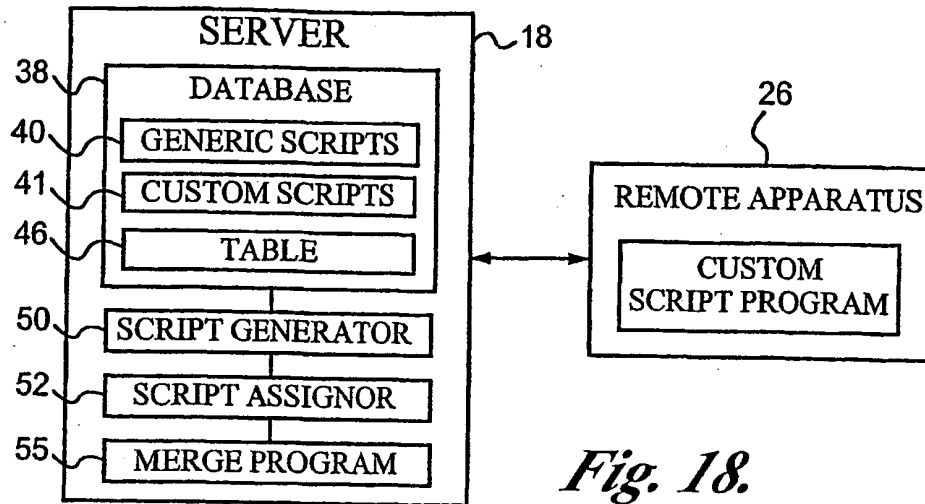 SERVER
18
38
DATABASE
40
GENERIC SCRIPTS
41
CUSTOM SCRIPTS
46
TABLE
50
SCRIPT GENERATOR
52
SCRIPT ASSIGNOR
55
MERGE PROGRAM
26
REMOTE APPARATUS
CUSTOM
SCRIPT PROGRAM
Fig. 18.